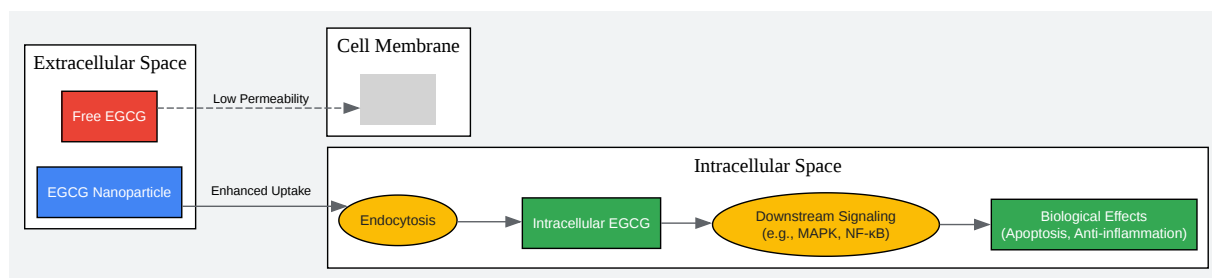 Cell Membrane
Extracellular Space
Free EGCG
Low Permeability
EGCG Nanoparticle
Enhanced Uptake
Intracellular Space
Endocytosis
Intracellular EGCG
Downstream Signaling
(e.g., MAPK, NF-κB)
Biological Effects
(Apoptosis, Anti-inflammation)